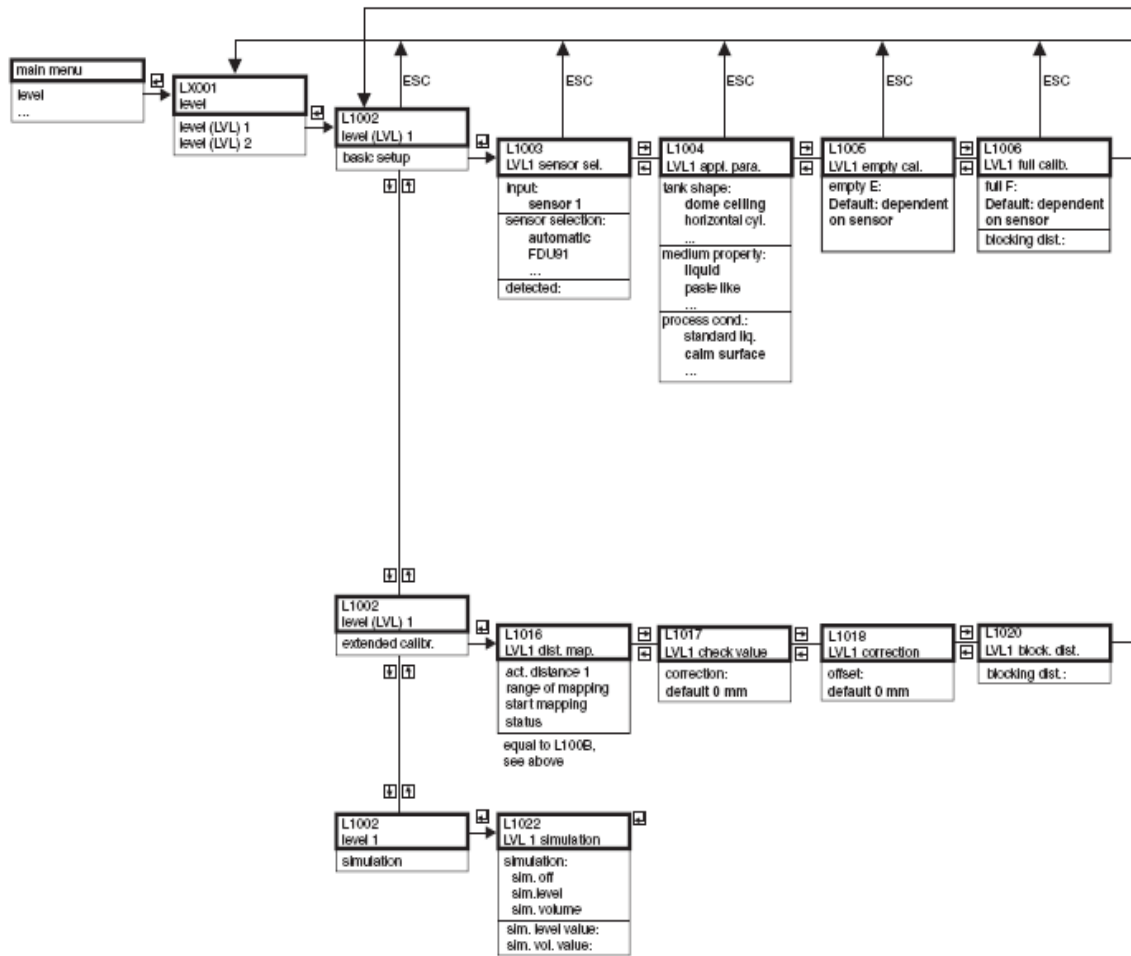 main menu
level
...
LX001
level
level (LVL) 1
level (LVL) 2
L1002
level (LVL) 1
basic setup
ESC
ESC
ESC
ESC
ESC
L1003
LVL1 sensor sel.
input:
sensor 1
sensor selection:
automatic
FDU91
...
detected:
L1004
LVL1 appl. para.
tank shape:
dome ceiling
horizontal cyl.
...
medium property:
liquid
paste like
...
process cond.:
standard liq.
calm surface
...
L1005
LVL1 empty cal.
empty E:
Default: dependent
on sensor
L1006
LVL1 full calib.
full F:
Default: dependent
on sensor
blocking dist.:
L1002
level (LVL) 1
extended calibr.
L1016
LVL1 dist. map.
act. distance 1
range of mapping
start mapping
status
equal to L100B,
see above
L1017
LVL1 check value
correction:
default 0 mm
L1018
LVL1 correction
offset:
default 0 mm
L1020
LVL1 block. dist.
blocking dist.:
L1002
level 1
simulation
L1022
LVL 1 simulation
simulation:
sim. off
sim.level
sim. volume
sim. level value:
sim. vol. value: